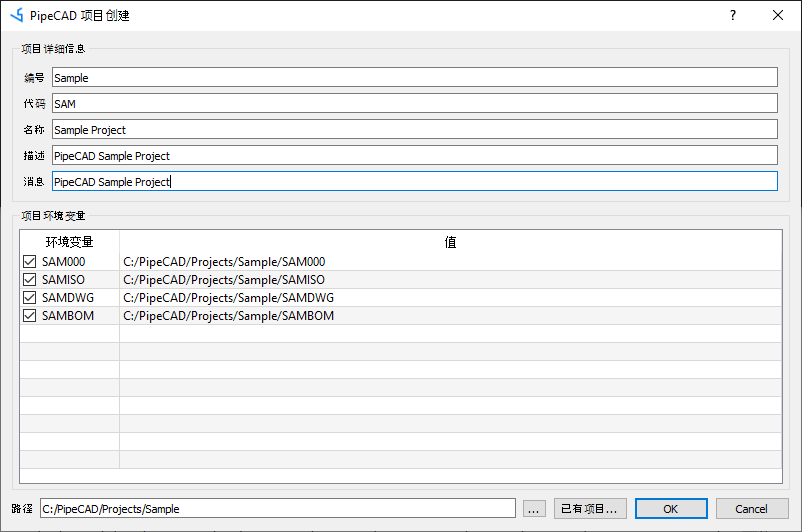 PipeCAD 项目创建
项目详细信息
编号 Sample
代码 SAM
名称 Sample Project
描述 PipeCAD Sample Project
消息 PipeCAD Sample Project
项目环境变量
环境变量 值
SAM000 C:/PipeCAD/Projects/Sample/SAM000
SAMISO C:/PipeCAD/Projects/Sample/SAMISO
SAMDWG C:/PipeCAD/Projects/Sample/SAMDWG
SAMBOM C:/PipeCAD/Projects/Sample/SAMBOM
路径 C:/PipeCAD/Projects/Sample ... 已有项目... OK Cancel